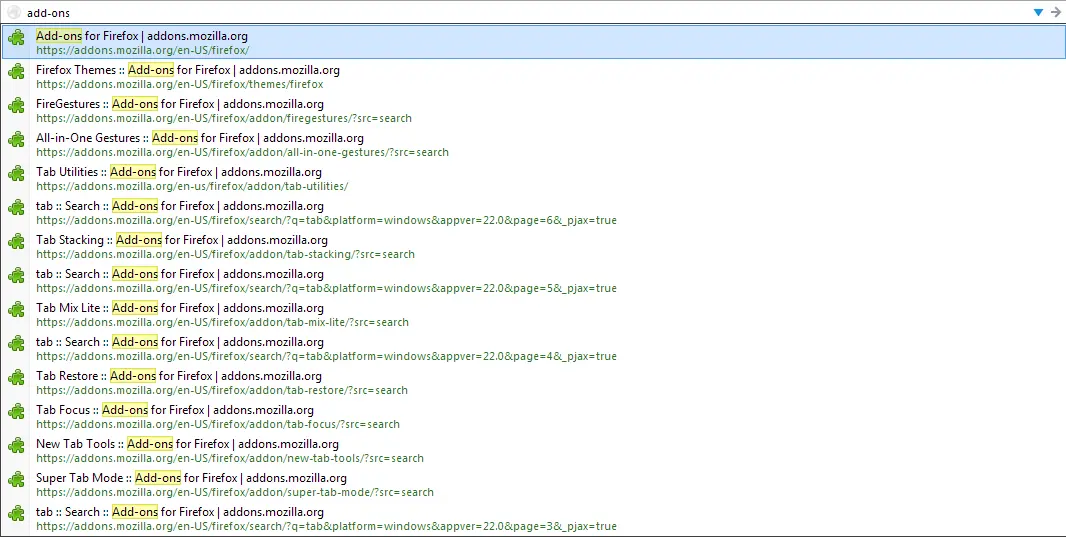 add-ons
Add-ons for Firefox | addons.mozilla.org
https://addons.mozilla.org/en-US/firefox/
Firefox Themes :: Add-ons for Firefox | addons.mozilla.org
https://addons.mozilla.org/en-US/firefox/themes/firefox
FireGestures :: Add-ons for Firefox | addons.mozilla.org
https://addons.mozilla.org/en-US/firefox/addon/firegestures/?src=search
All-in-One Gestures :: Add-ons for Firefox | addons.mozilla.org
https://addons.mozilla.org/en-US/firefox/addon/all-in-one-gestures/?src=search
Tab Utilities :: Add-ons for Firefox | addons.mozilla.org
https://addons.mozilla.org/en-us/firefox/addon/tab-utilities/
tab :: Search :: Add-ons for Firefox | addons.mozilla.org
https://addons.mozilla.org/en-US/firefox/search/?q=tab&platform=windows&appver=22.0&page=6&_pjax=true
Tab Stacking :: Add-ons for Firefox | addons.mozilla.org
https://addons.mozilla.org/en-US/firefox/addon/tab-stacking/?src=search
tab :: Search :: Add-ons for Firefox | addons.mozilla.org
https://addons.mozilla.org/en-US/firefox/search/?q=tab&platform=windows&appver=22.0&page=5&_pjax=true
Tab Mix Lite :: Add-ons for Firefox | addons.mozilla.org
https://addons.mozilla.org/en-US/firefox/addon/tab-mix-lite/?src=search
tab :: Search :: Add-ons for Firefox | addons.mozilla.org
https://addons.mozilla.org/en-US/firefox/search/?q=tab&platform=windows&appver=22.0&page=4&_pjax=true
Tab Restore :: Add-ons for Firefox | addons.mozilla.org
https://addons.mozilla.org/en-US/firefox/addon/tab-restore/?src=search
Tab Focus :: Add-ons for Firefox | addons.mozilla.org
https://addons.mozilla.org/en-US/firefox/addon/tab-focus/?src=search
New Tab Tools :: Add-ons for Firefox | addons.mozilla.org
https://addons.mozilla.org/en-US/firefox/addon/new-tab-tools/?src=search
Super Tab Mode :: Add-ons for Firefox | addons.mozilla.org
https://addons.mozilla.org/en-US/firefox/addon/super-tab-mode/?src=search
tab :: Search :: Add-ons for Firefox | addons.mozilla.org
https://addons.mozilla.org/en-US/firefox/search/?q=tab&platform=windows&appver=22.0&page=3&_pjax=true